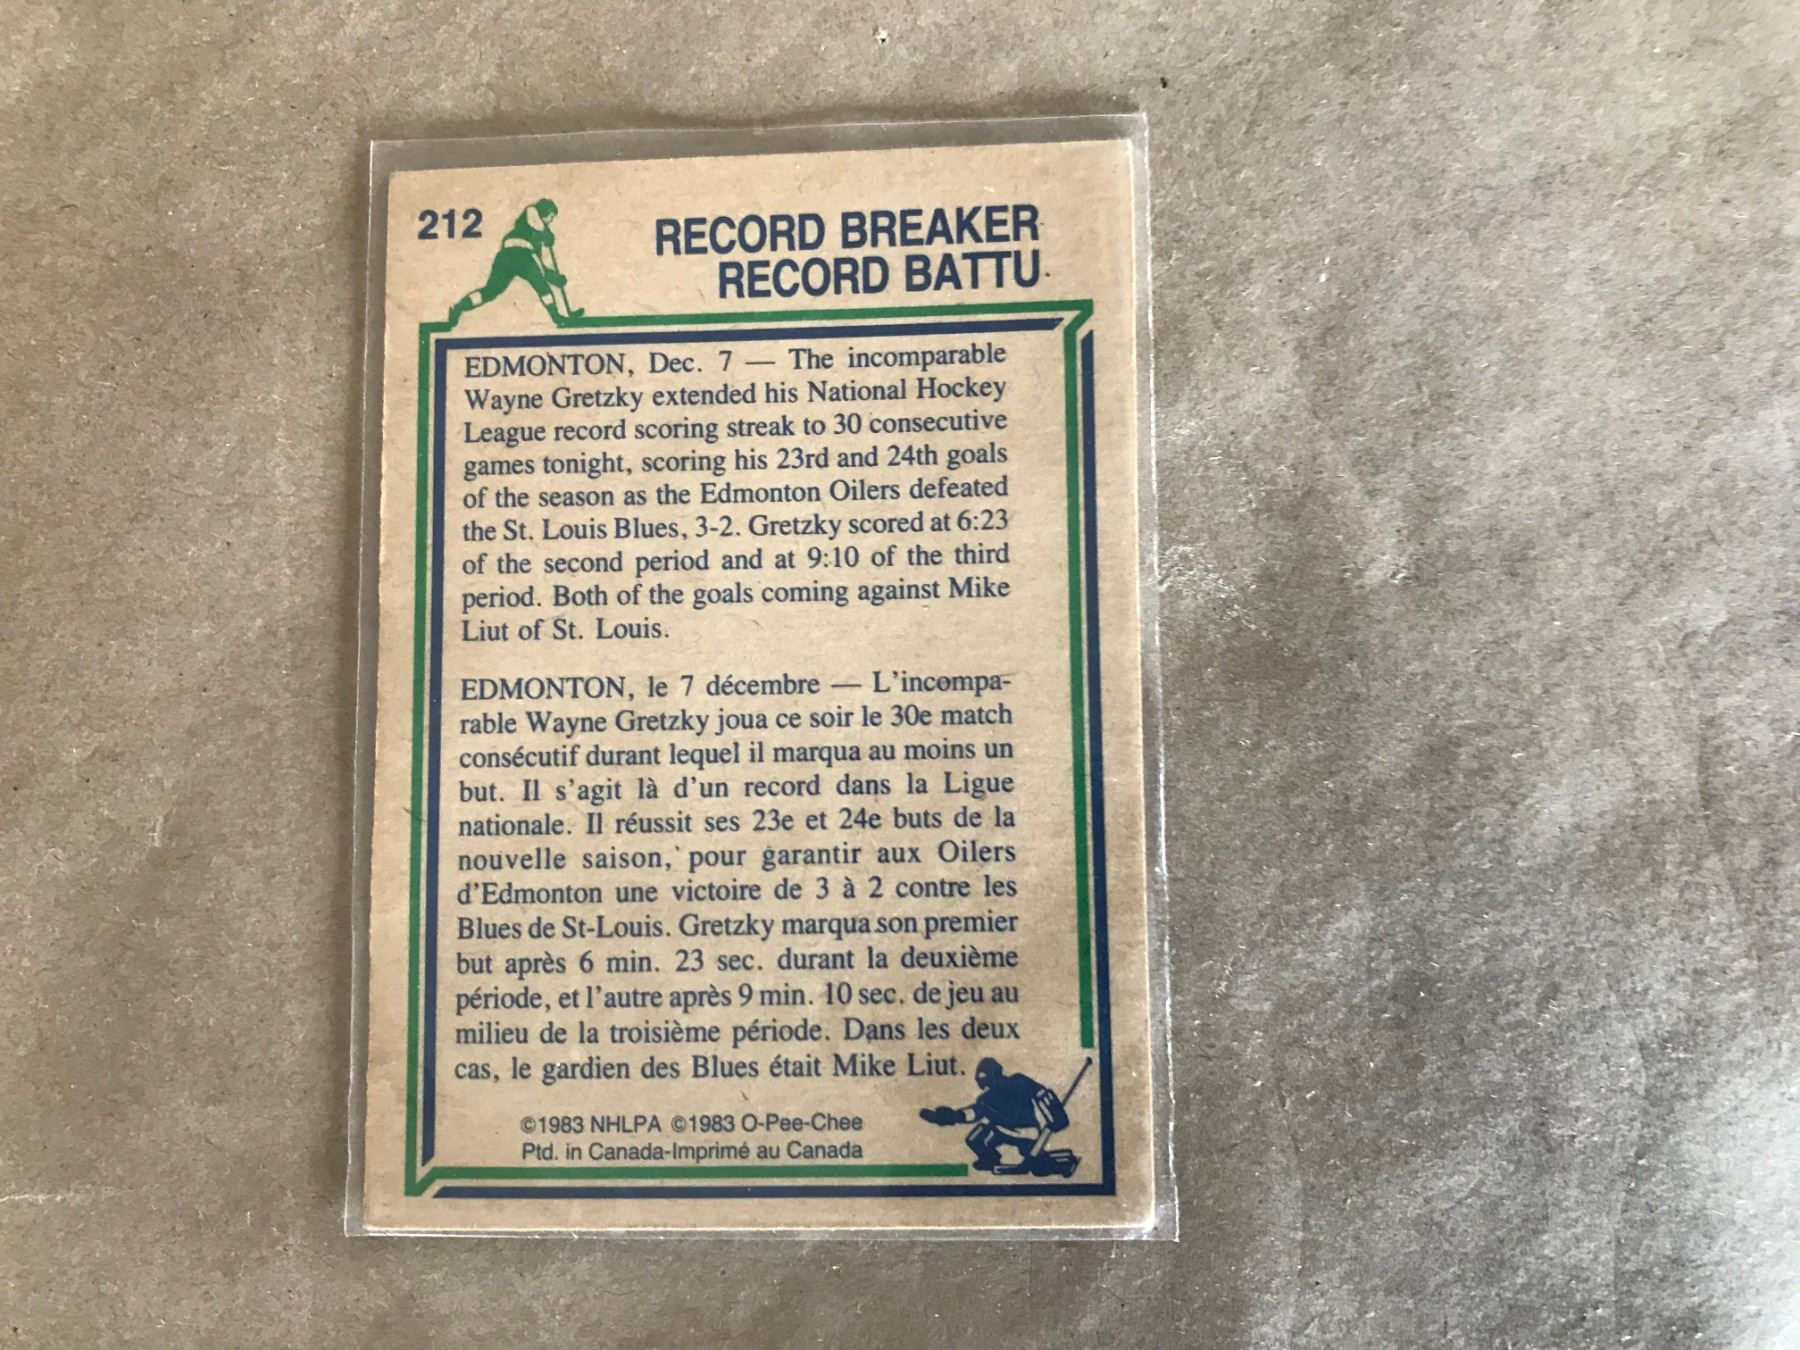 212
RECORD BREAKER
RECORD BATTU
EDMONTON, Dec. 7 — The incomparable
Wayne Gretzky extended his National Hockey
League record scoring streak to 30 consecutive
games tonight, scoring his 23rd and 24th goals
of the season as the Edmonton Oilers defeated
the St. Louis Blues, 3-2. Gretzky scored at 6:23
of the second period and at 9:10 of the third
period. Both of the goals coming against Mike
Liut of St. Louis.
EDMONTON, le 7 décembre — L'incompa-
rable Wayne Gretzky joua ce soir le 30e match
consécutif durant lequel il marqua au moins un
but. Il s'agit là d'un record dans la Ligue
nationale. Il réussit ses 23e et 24e buts de la
nouvelle saison, pour garantir aux Oilers
d'Edmonton une victoire de 3 à 2 contre les
Blues de St-Louis. Gretzky marqua son premier
but après 6 min. 23 sec. durant la deuxième
période, et l'autre après 9 min. 10 sec. de jeu au
milieu de la troisième période. Dans les deux
cas, le gardien des Blues était Mike Liut.
©1983 NHLPA ©1983 O-Pee-Chee
Ptd. in Canada-Imprimé au Canada